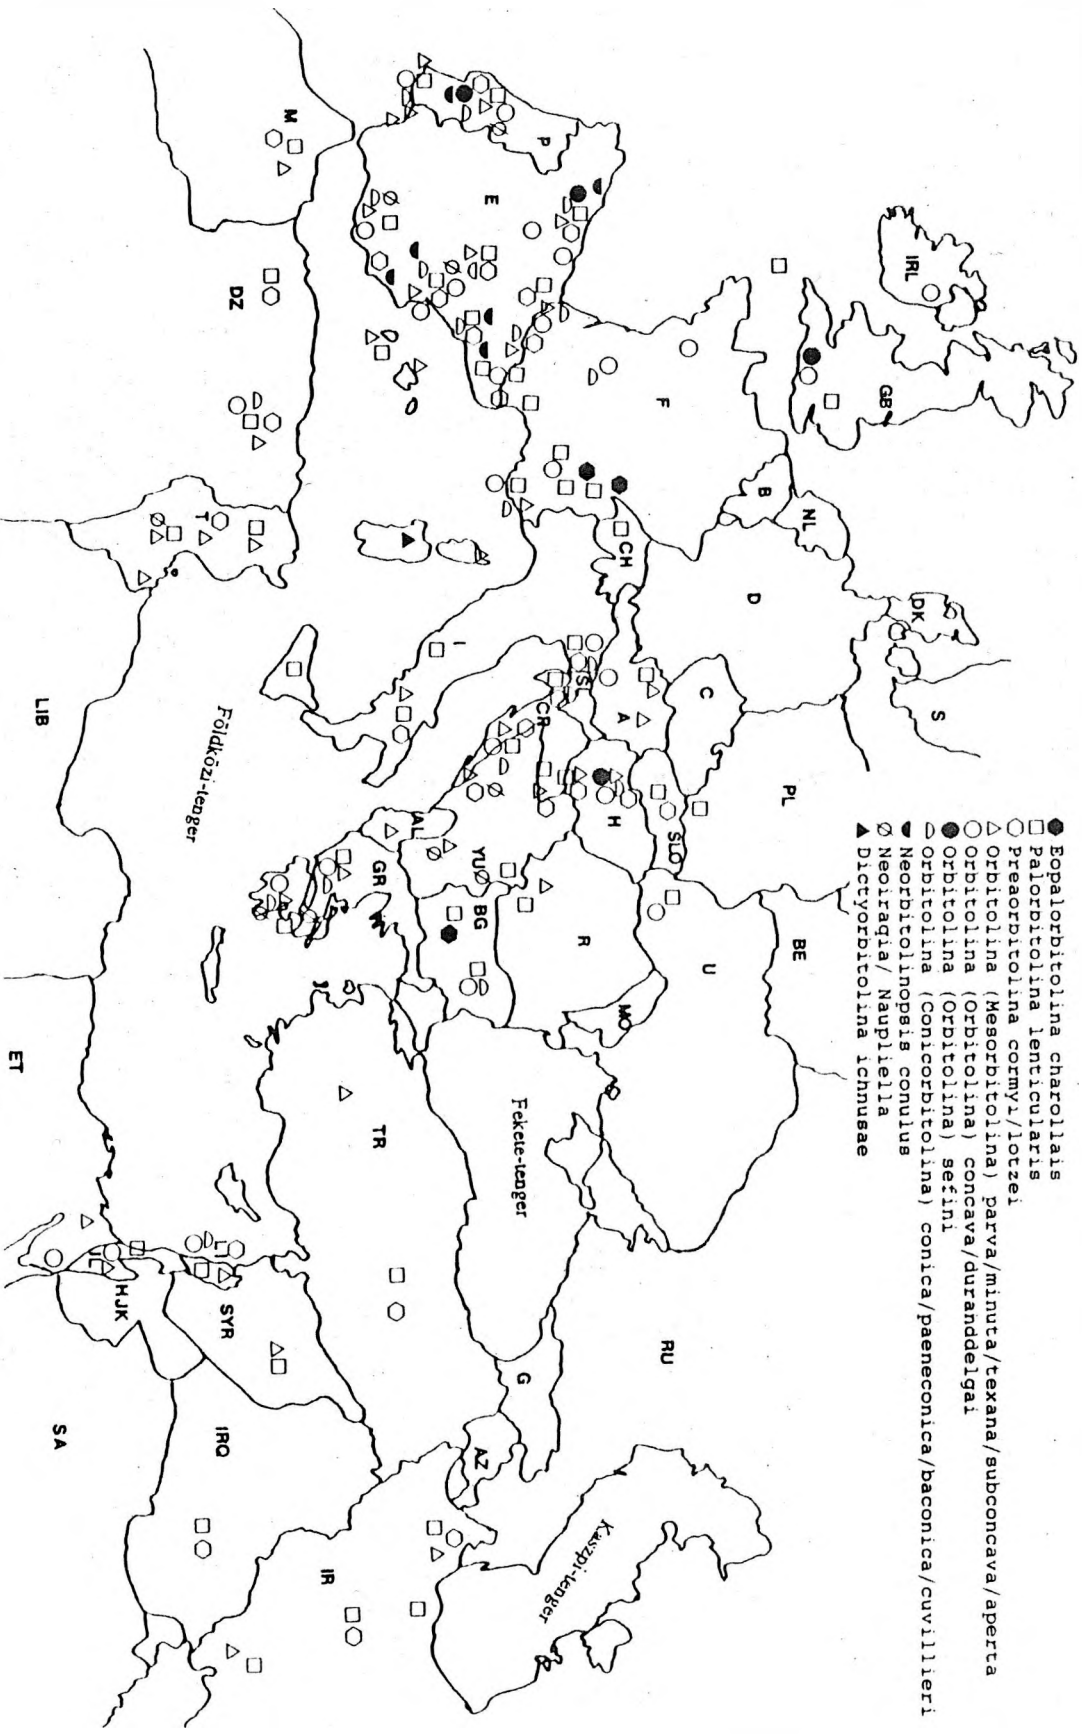 Eopalorbitolina charollais
Palorbitolina lenticularis
Preaorbitolina cormyi/lotzei
Orbitolina (Mesorbitolina) parva/minuta/texana/subconcava/aperta
Orbitolina (Orbitolina) concava/duranddelgai
Orbitolina (Orbitolina) sefini
Orbitolina (Conicorbitolina) conica/paeneconica/baconica/cuvillieri
Neorbitolinopsis conulus
Neoiraqia/ Naupliella
Dictyorbitolina ichnusae
IRL
GB
DK
S
NL
B
D
PL
BE
F
C
U
RU
CH
A
SLO
MO
P
E
SL
H
R
I
CR
YU
BG
Fekete-tenger
G
AZ
Kaszpi-tenger
AL
GR
TR
M
DZ
T
Földközi-tenger
LIB
ET
IL
HJK
SYR
IRQ
IR
SA